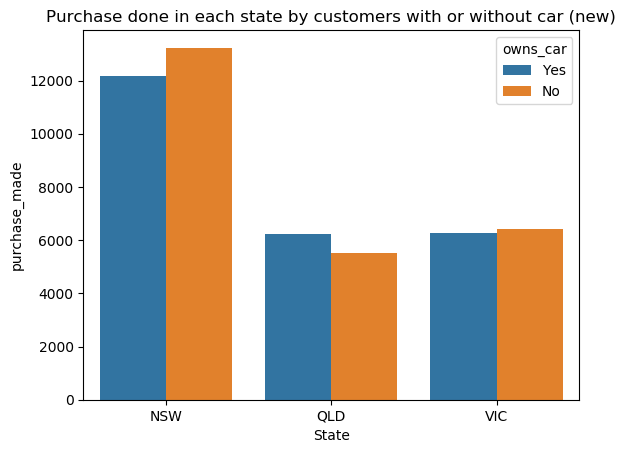 Purchase done in each state by customers with or without car (new)
owns_car
Yes
No
purchase_made
12000
10000
8000
6000
4000
2000
0
NSW
QLD
VIC
State